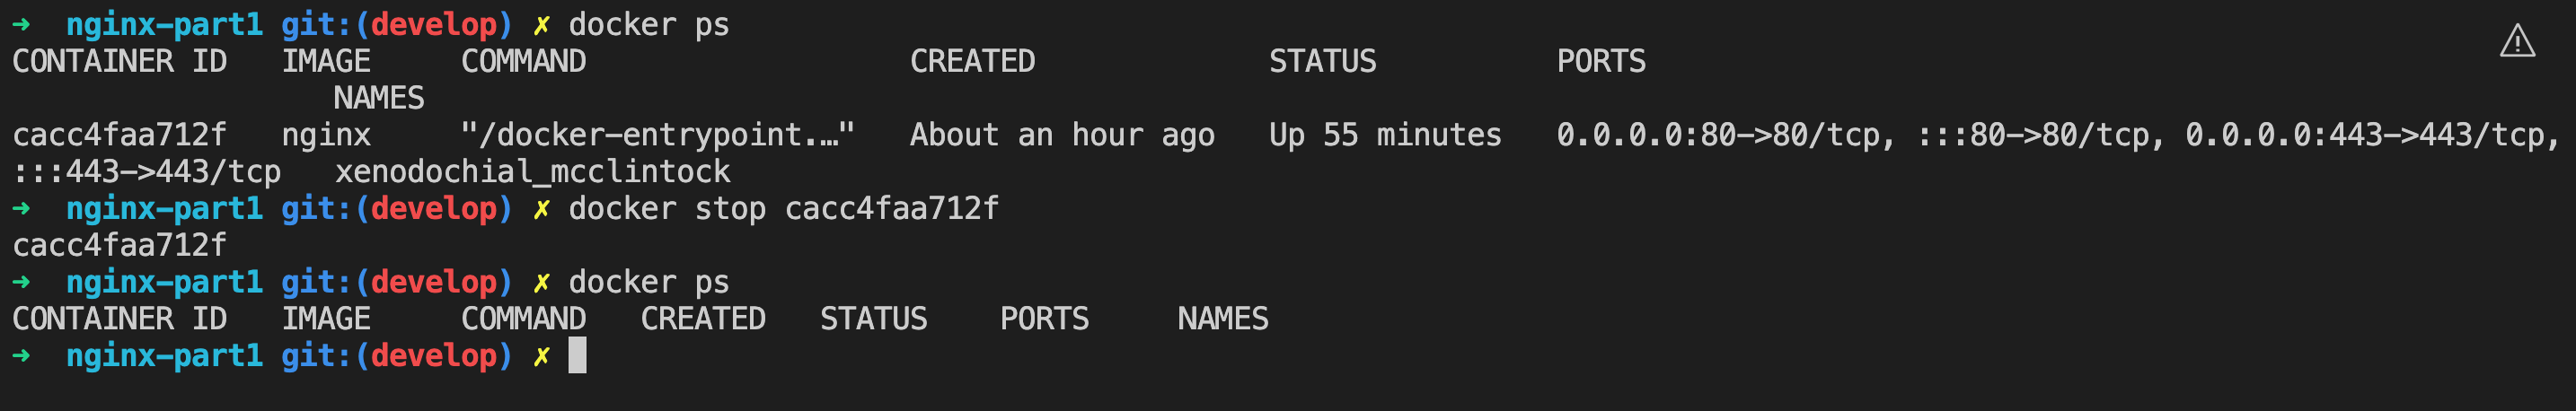 ➜  nginx-part1 git:(develop) ✗ docker ps
CONTAINER ID   IMAGE     COMMAND                  CREATED             STATUS          PORTS
                  NAMES
cacc4faa712f   nginx     "/docker-entrypoint.…"   About an hour ago   Up 55 minutes   0.0.0.0:80->80/tcp, :::80->80/tcp, 0.0.0.0:443->443/tcp,
:::443->443/tcp   xenodochial_mcclintock
➜  nginx-part1 git:(develop) ✗ docker stop cacc4faa712f
cacc4faa712f
➜  nginx-part1 git:(develop) ✗ docker ps
CONTAINER ID   IMAGE     COMMAND   CREATED   STATUS    PORTS     NAMES
➜  nginx-part1 git:(develop) ✗